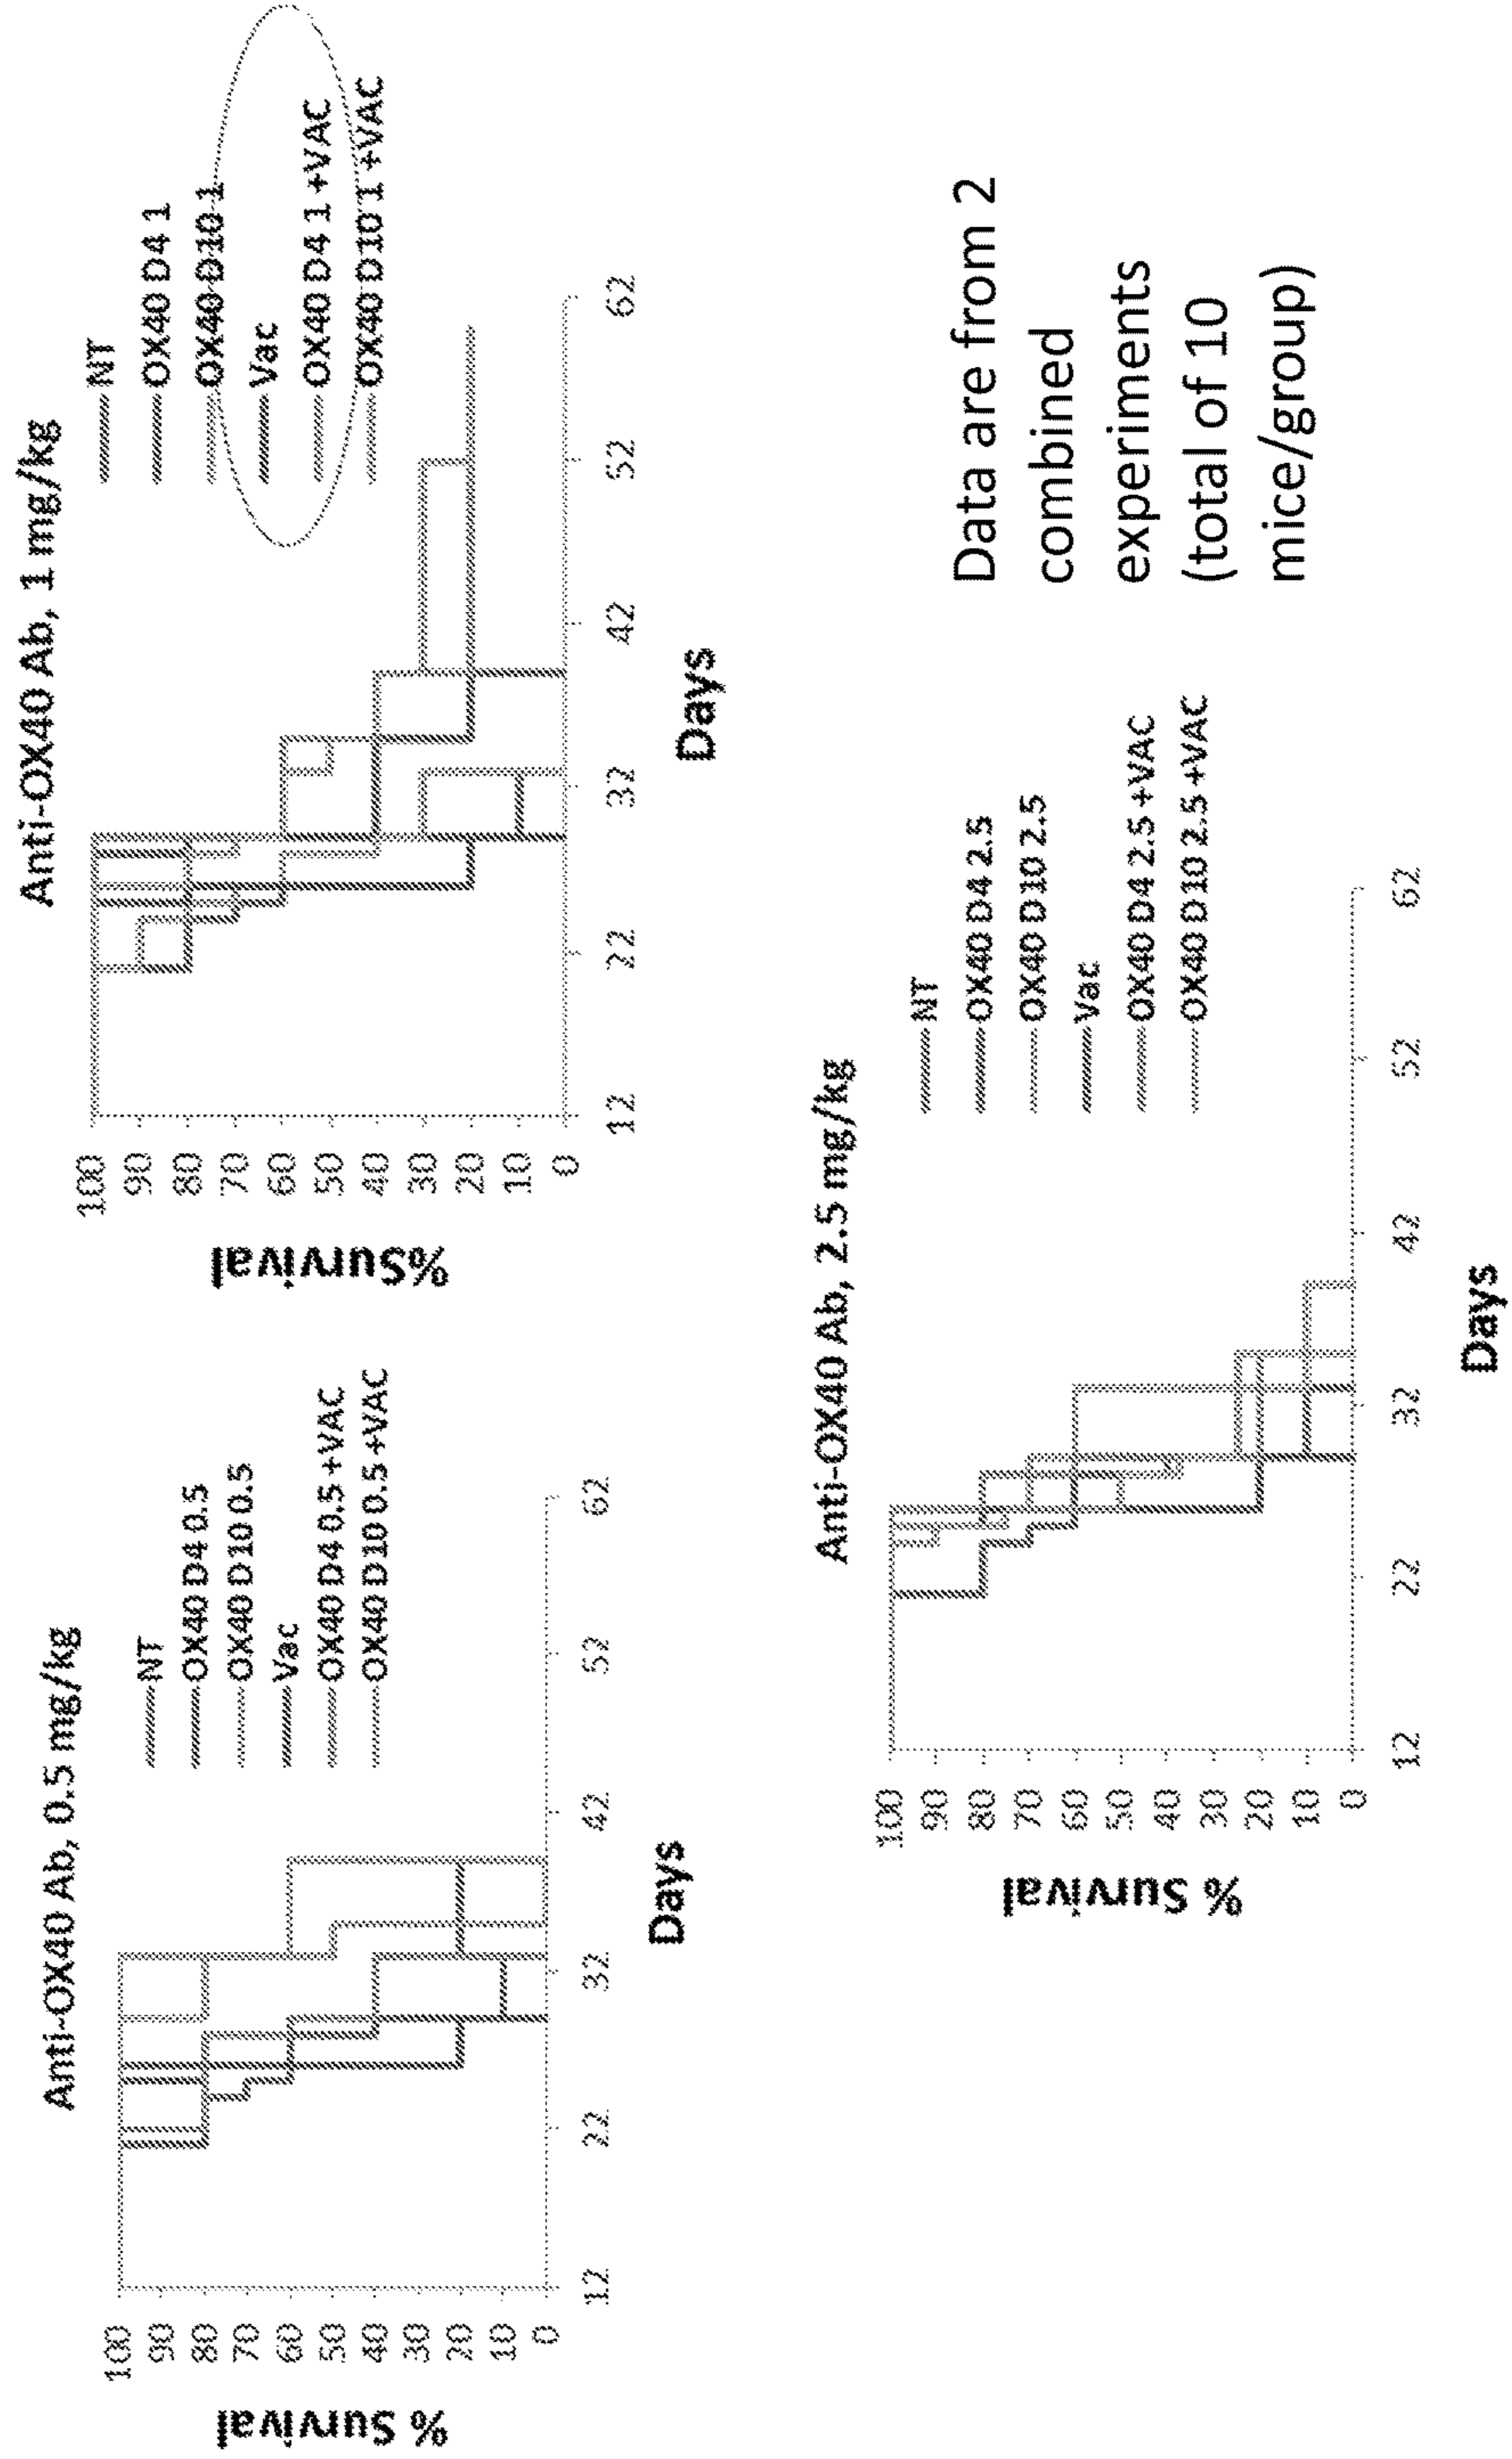 Anti-OX40 Ab, 0.5 mg/kg
% Survival
100
90
80
70
60
50
40
30
20
10
0
12
22
32
42
52
62
Days
NT
OX40 D4 0.5
OX40 D10 0.5
Vac
OX40 D4 0.5 +VAC
OX40 D10 0.5 +VAC
Anti-OX40 Ab, 1 mg/kg
%Survival
100
90
80
70
60
50
40
30
20
10
0
12
22
32
42
52
62
Days
NT
OX40 D4 1
OX40 D10 1
Vac
OX40 D4 1 +VAC
OX40 D10 1 +VAC
Anti-OX40 Ab, 2.5 mg/kg
% Survival
100
90
80
70
60
50
40
30
20
10
0
12
22
32
42
52
62
Days
NT
OX40 D4 2.5
OX40 D10 2.5
Vac
OX40 D4 2.5 +VAC
OX40 D10 2.5 +VAC
Data are from 2
combined
experiments
(total of 10
mice/group)